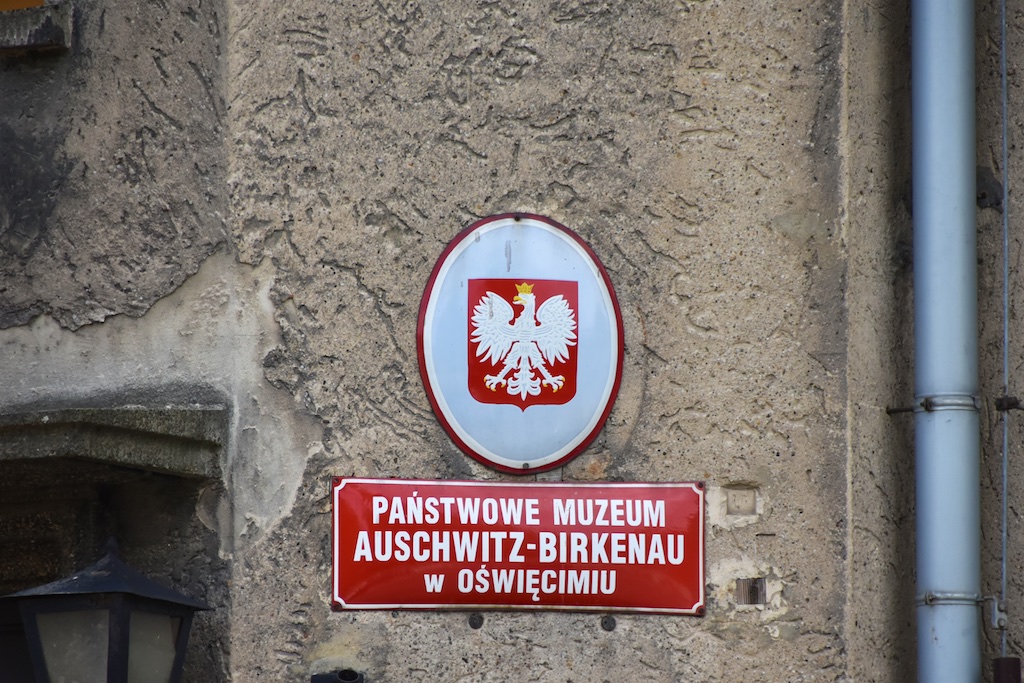 PAŃSTWOWE MUZEUM
AUSCHWITZ-BIRKENAU
w OŚWIĘCIMIU